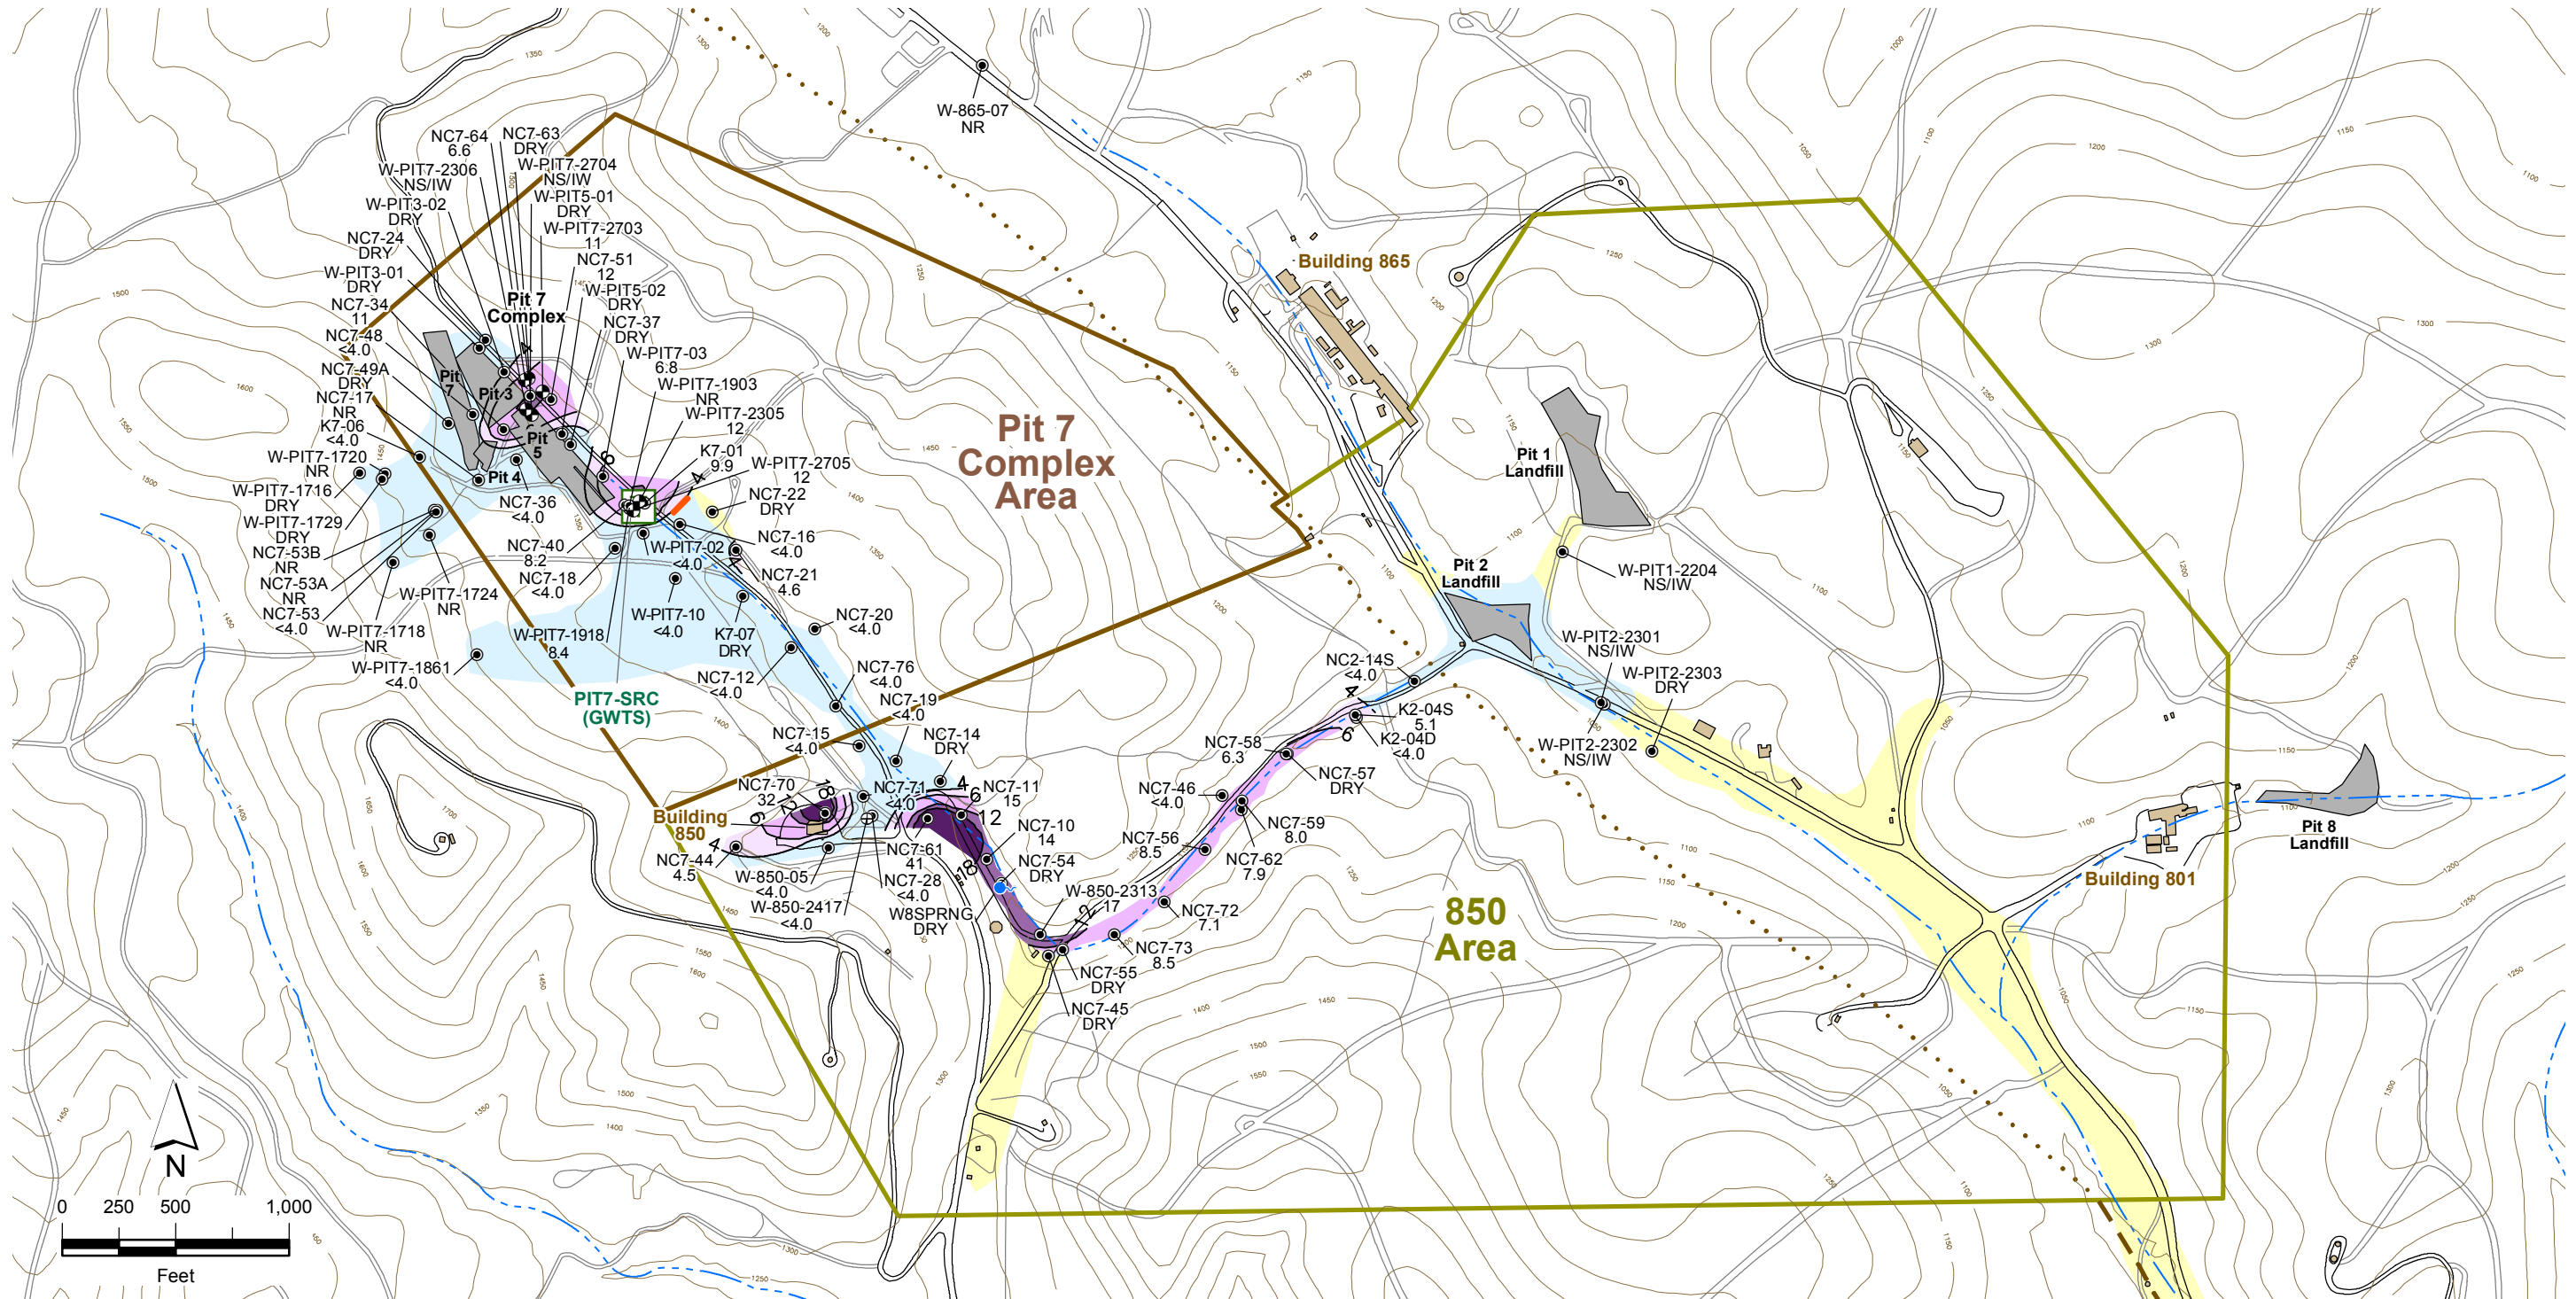 W-865-07
NR
NC7-64
6.6
NC7-63
DRY
W-PIT7-2306
NS/IW
W-PIT7-2704
NS/IW
W-PIT3-02
DRY
W-PIT5-01
DRY
NC7-24
DRY
W-PIT7-2703
11
W-PIT3-01
DRY
NC7-51
12
NC7-34
11
W-PIT5-02
DRY
NC7-48
<4.0
NC7-37
DRY
NC7-49A
DRY
W-PIT7-03
6.8
NC7-17
NR
W-PIT7-1903
NR
K7-06
<4.0
W-PIT7-2305
12
W-PIT7-1720
NR
K7-01
9.9
W-PIT7-1716
DRY
W-PIT7-2705
12
W-PIT7-1729
DRY
NC7-22
DRY
NC7-53B
NR
NC7-36
<4.0
NC7-16
<4.0
NC7-53A
NR
NC7-40
8.2
W-PIT7-02
<4.0
NC7-53
<4.0
NC7-18
<4.0
NC7-21
4.6
W-PIT7-1724
NR
W-PIT7-1718
NR
W-PIT7-10
<4.0
K7-07
DRY
NC7-20
<4.0
W-PIT7-1861
<4.0
W-PIT7-1918
8.4
NC7-12
<4.0
NC7-76
<4.0
NC7-19
<4.0
NC7-15
<4.0
NC7-14
DRY
Pit 7
Complex
Pit
7
Pit 3
Pit
5
Pit 4
PIT7-SRC
(GWTS)
Pit 7
Complex
Area
Building 865
Pit 1
Landfill
Pit 2
Landfill
W-PIT1-2204
NS/IW
W-PIT2-2301
NS/IW
W-PIT2-2303
DRY
W-PIT2-2302
NS/IW
NC2-14S
<4.0
K2-04S
5.1
K2-04D
<4.0
NC7-58
6.3
NC7-57
DRY
NC7-46
<4.0
NC7-59
8.0
NC7-56
8.5
NC7-62
7.9
NC7-72
7.1
NC7-73
8.5
NC7-70
32
NC7-71
<4.0
NC7-11
15
Building
850
NC7-10
14
NC7-44
4.5
W-850-05
<4.0
NC7-61
41
NC7-54
DRY
W-850-2417
<4.0
NC7-28
<4.0
W-850-2313
17
W8SPRNG
DRY
NC7-55
DRY
NC7-45
DRY
4
6
12
18
850
Area
Building 801
Pit 8
Landfill
N
0 250 500 1,000
Feet